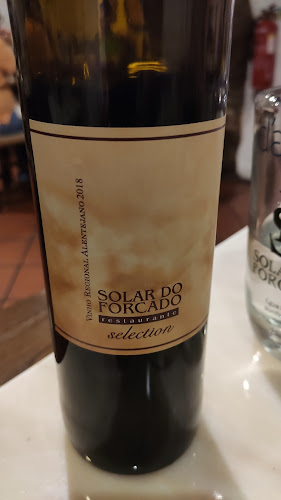 VINHO REGIONAL ALENTEJANO 2018
SOLAR DO
FORCADO
restaurante
selection
SOLAR
FORCA